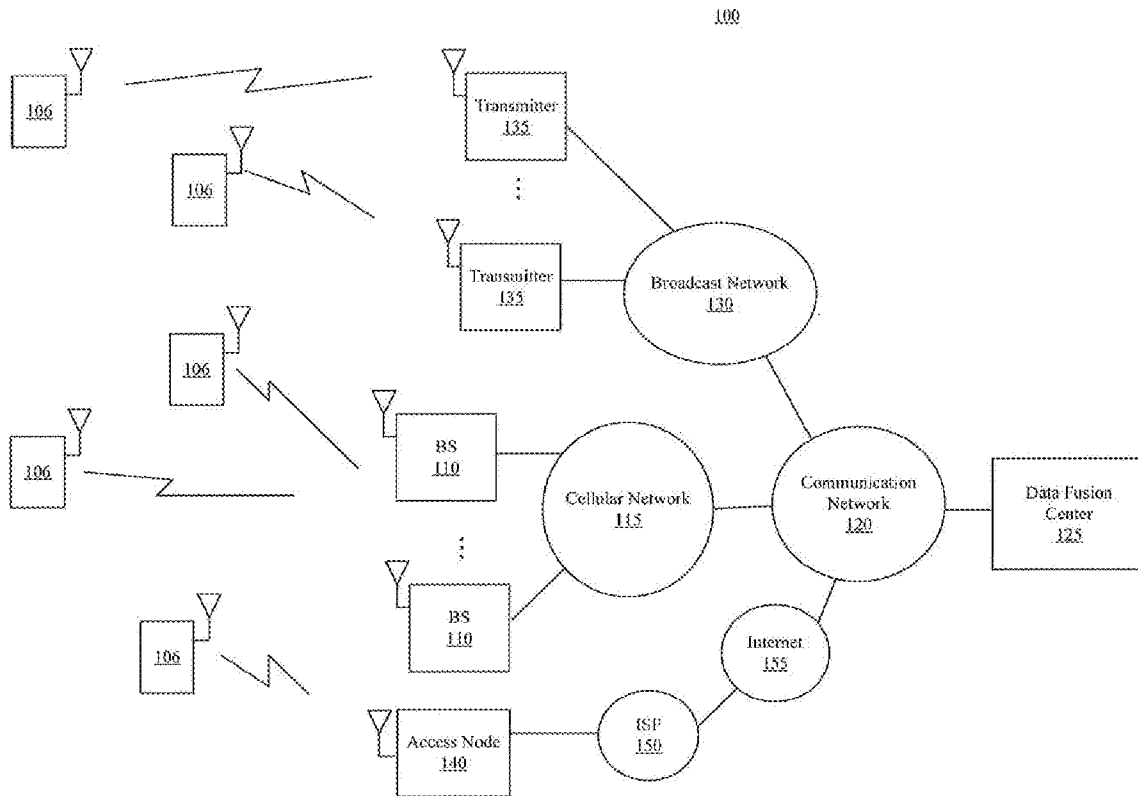 100
106
Transmitter
135
106
Transmitter
135
Broadcast Network
130
106
106
BS
110
Cellular Network
115
Communication
Network
120
Data Fusion
Center
125
BS
110
106
Internet
155
Access Node
140
ISP
150